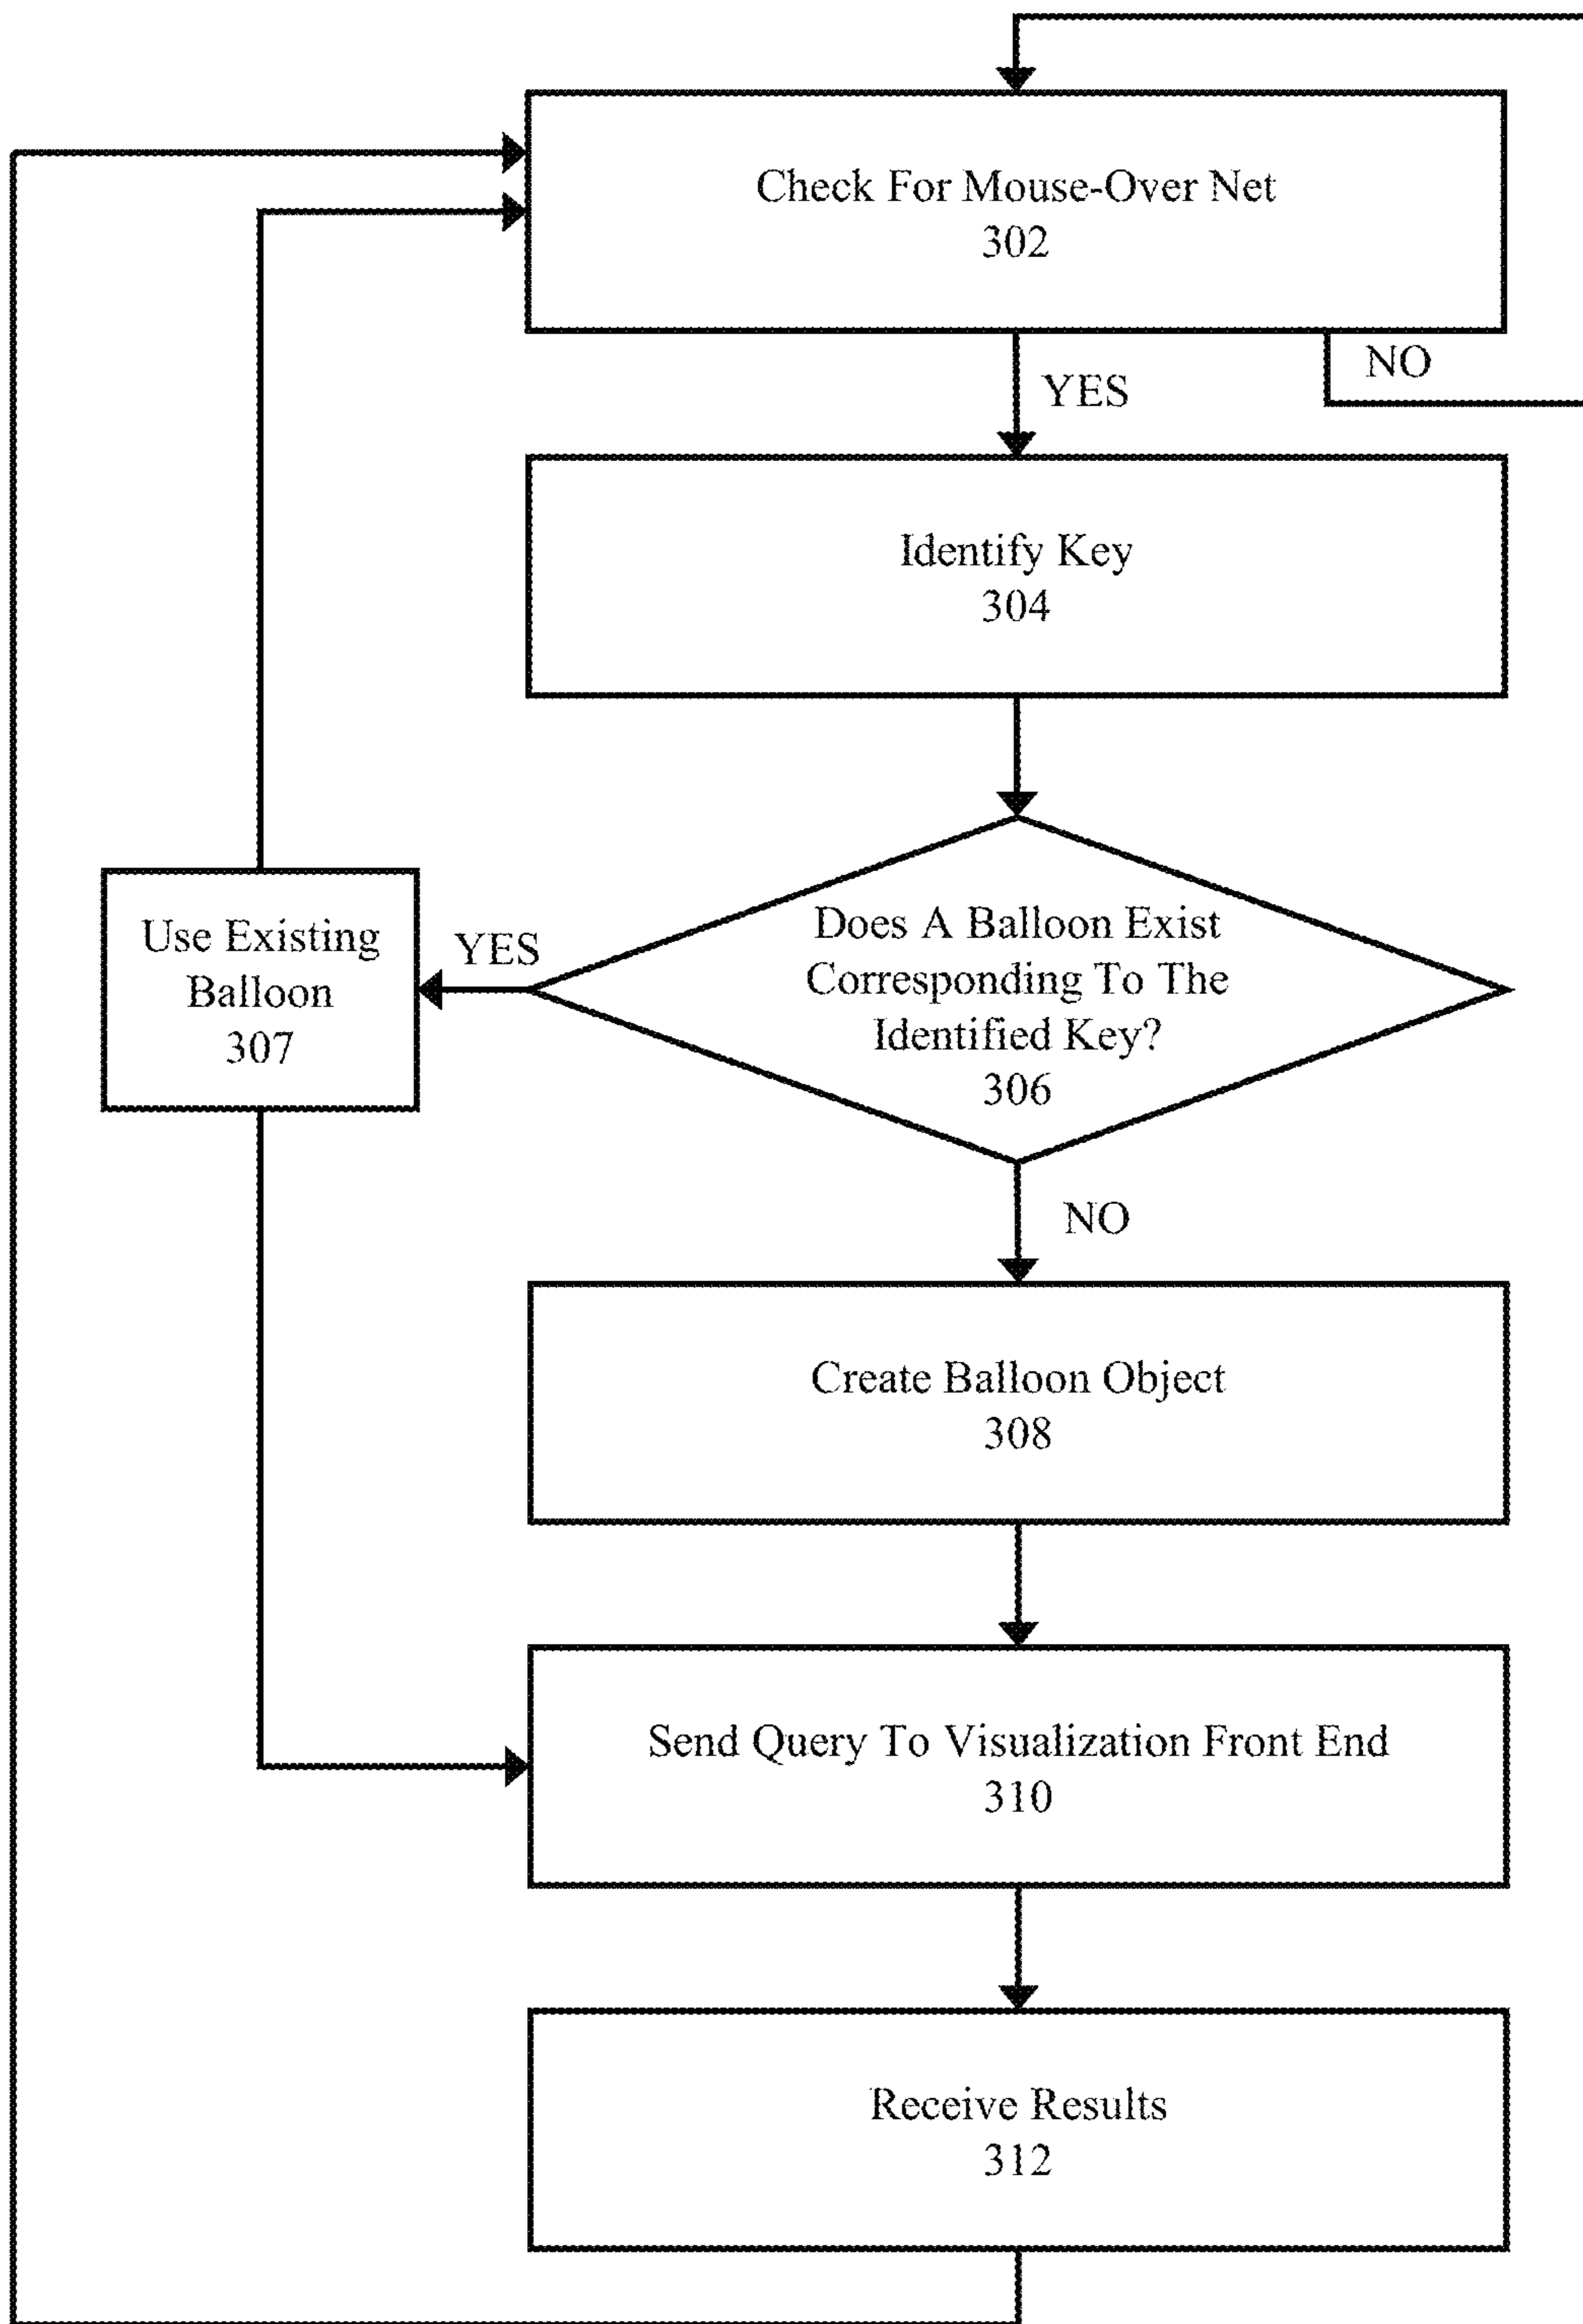 Check For Mouse-Over Net
302
NO
YES
Identify Key
304
Does A Balloon Exist
Corresponding To The
Identified Key?
306
YES
Use Existing
Balloon
307
NO
Create Balloon Object
308
Send Query To Visualization Front End
310
Receive Results
312